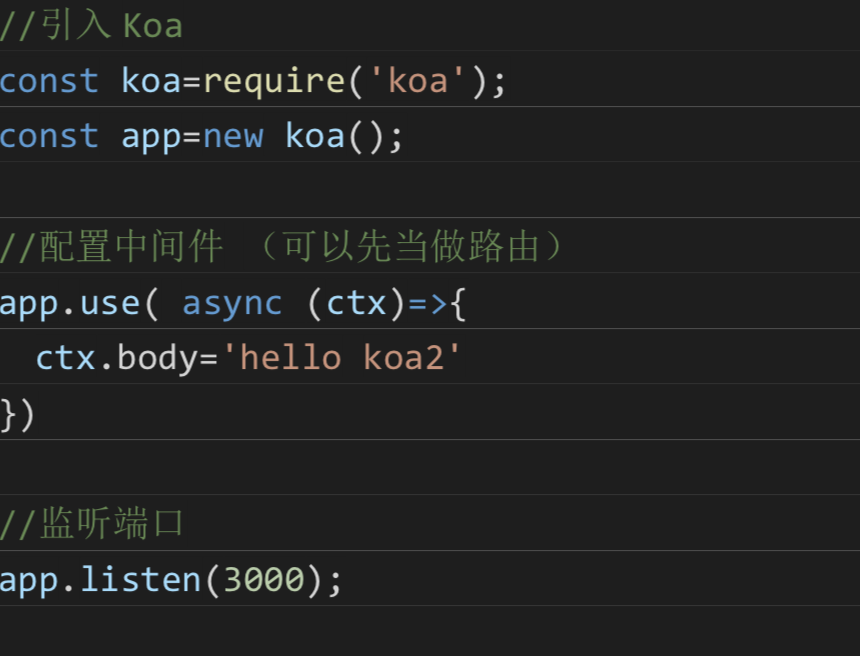 //引入 Koa
const koa=require('koa');
const app=new koa();
//配置中间件 （可以先当做路由）
app.use( async (ctx)=>{
  ctx.body='hello koa2'
})
//监听端口
app.listen(3000);